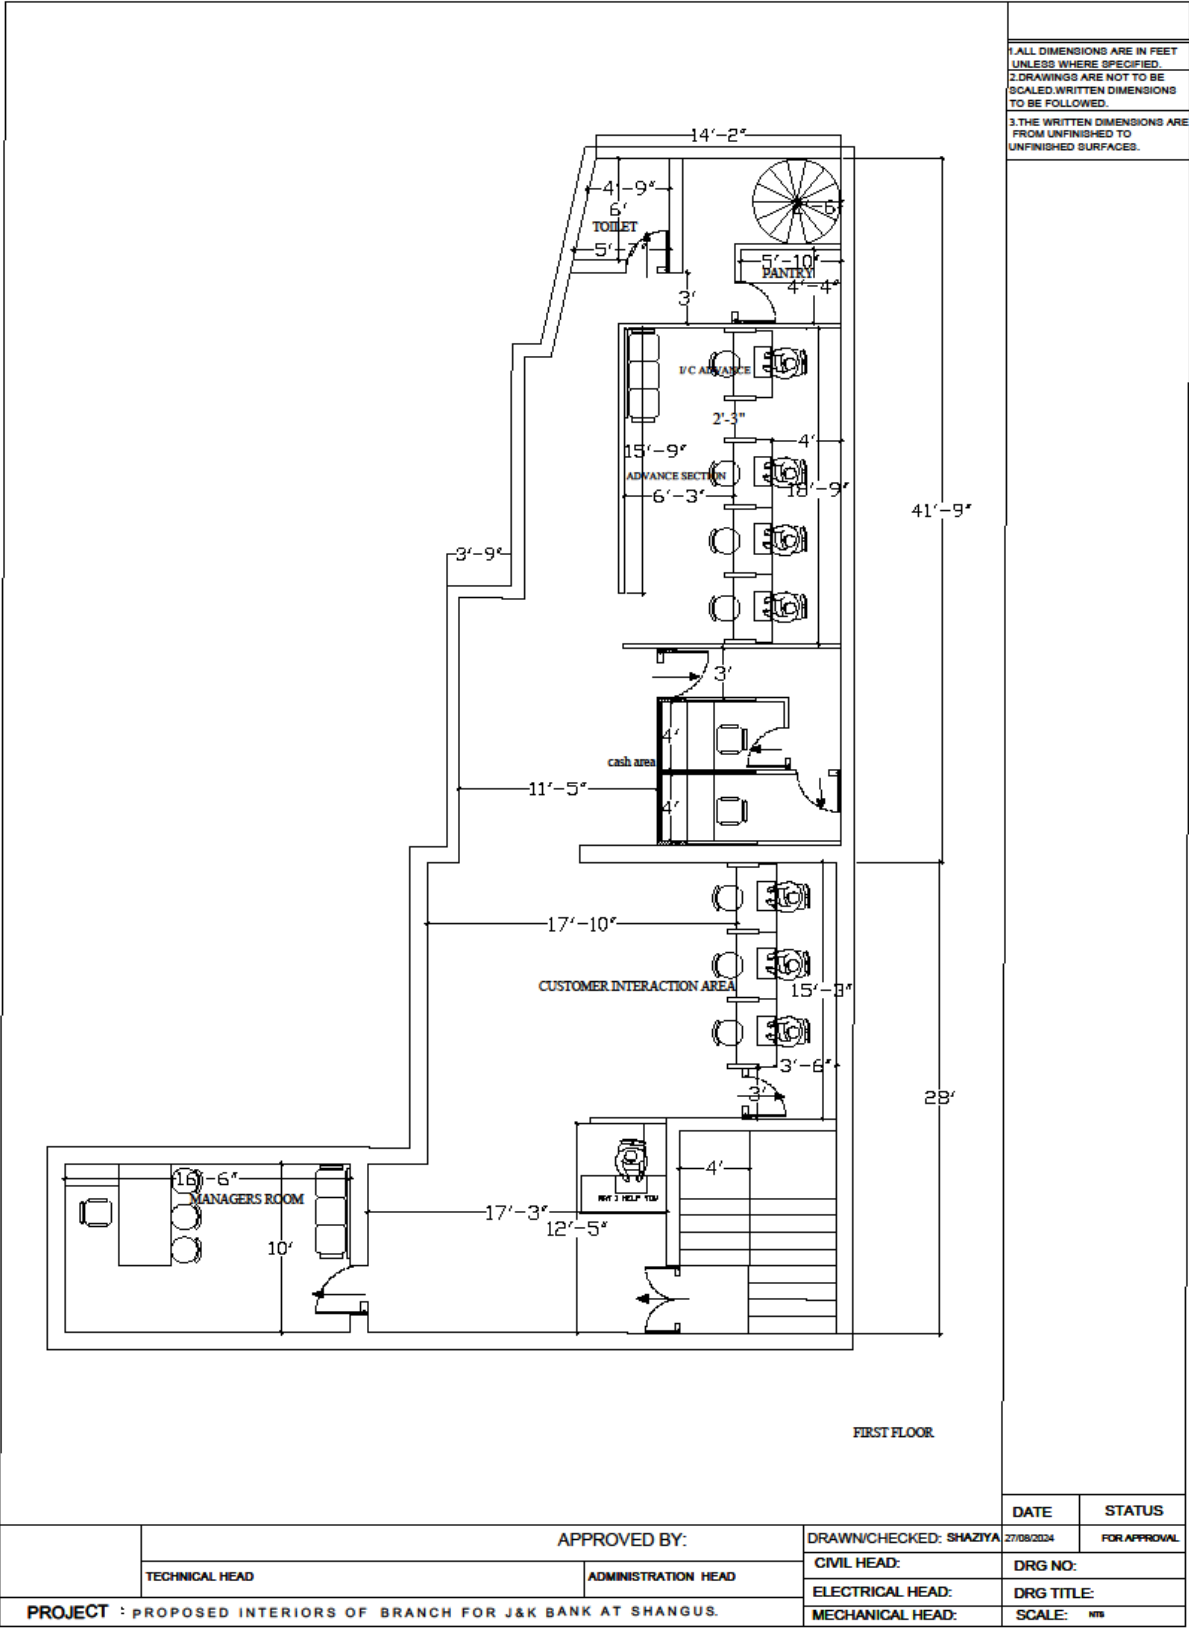 1.ALL DIMENSIONS ARE IN FEET
UNLESS WHERE SPECIFIED.
2.DRAWINGS ARE NOT TO BE
SCALED.WRITTEN DIMENSIONS
TO BE FOLLOWED.
3.THE WRITTEN DIMENSIONS ARE
FROM UNFINISHED TO
UNFINISHED SURFACES.
14'-2"
4'-9"
6'
TOILET
5'-7"
5'-10"
PANTRY
4'-4"
3'
I/C ADVANCE
2'-3"
4'
15'-9"
ADVANCE SECTION
6'-3"
18'-9"
41'-9"
3'-9"
3'
4'
cash area
11'-5"
4'
17'-10"
CUSTOMER INTERACTION AREA
15'-3"
3'-6"
3'
28'
4'
MAY I HELP YOU
16'-6"
MANAGERS ROOM
17'-3"
12'-5"
10'
FIRST FLOOR
DATE
STATUS
APPROVED BY:
DRAWN/CHECKED: SHAZIYA
27/08/2024
FOR APPROVAL
TECHNICAL HEAD
ADMINISTRATION HEAD
CIVIL HEAD:
DRG NO:
ELECTRICAL HEAD:
DRG TITLE:
PROJECT : PROPOSED INTERIORS OF BRANCH FOR J&K BANK AT SHANGUS.
MECHANICAL HEAD:
SCALE: NTS